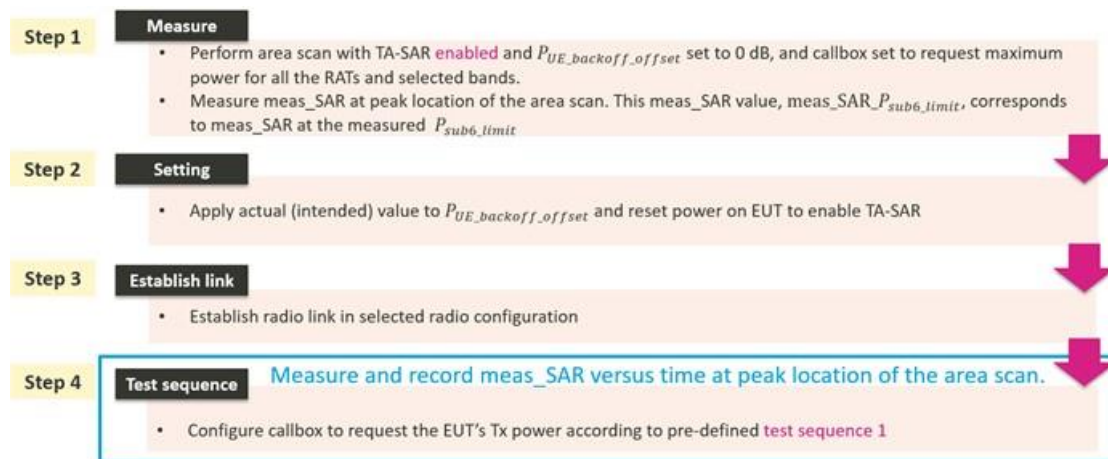 Step 1
Measure
• Perform area scan with TA-SAR enabled and P_UE_backoff_offset set to 0 dB, and callbox set to request maximum
power for all the RATs and selected bands.
• Measure meas_SAR at peak location of the area scan. This meas_SAR value, meas_SAR_P_sub6_limit, corresponds
to meas_SAR at the measured P_sub6_limit
Step 2
Setting
• Apply actual (intended) value to P_UE_backoff_offset and reset power on EUT to enable TA-SAR
Step 3
Establish link
• Establish radio link in selected radio configuration
Step 4
Test sequence
Measure and record meas_SAR versus time at peak location of the area scan.
• Configure callbox to request the EUT's Tx power according to pre-defined test sequence 1